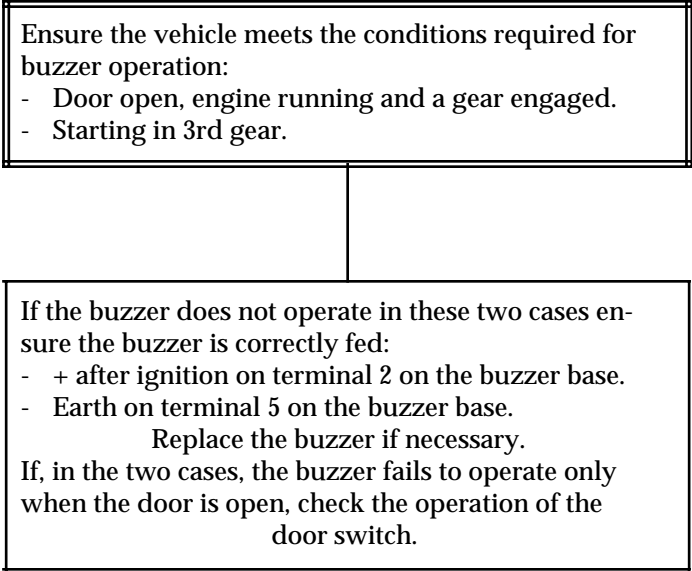 Ensure the vehicle meets the conditions required for
buzzer operation:
- Door open, engine running and a gear engaged.
- Starting in 3rd gear.
If the buzzer does not operate in these two cases en-
sure the buzzer is correctly fed:
- + after ignition on terminal 2 on the buzzer base.
- Earth on terminal 5 on the buzzer base.
Replace the buzzer if necessary.
If, in the two cases, the buzzer fails to operate only
when the door is open, check the operation of the
door switch.